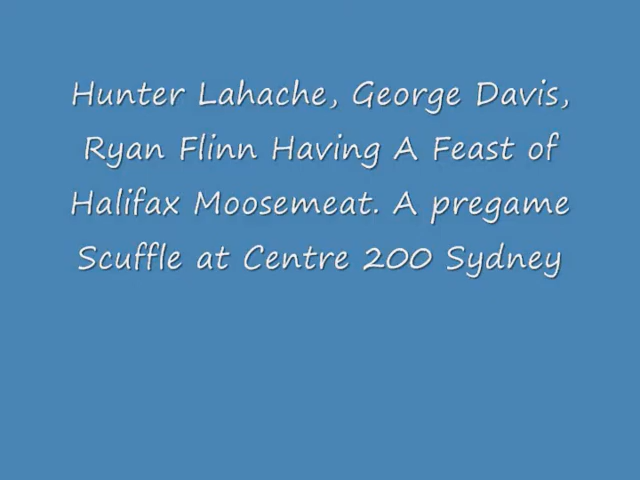 Hunter Lahache, George Davis,
Ryan Flinn Having A Feast of
Halifax Moosemeat. A pregame
Scuffle at Centre 200 Sydney